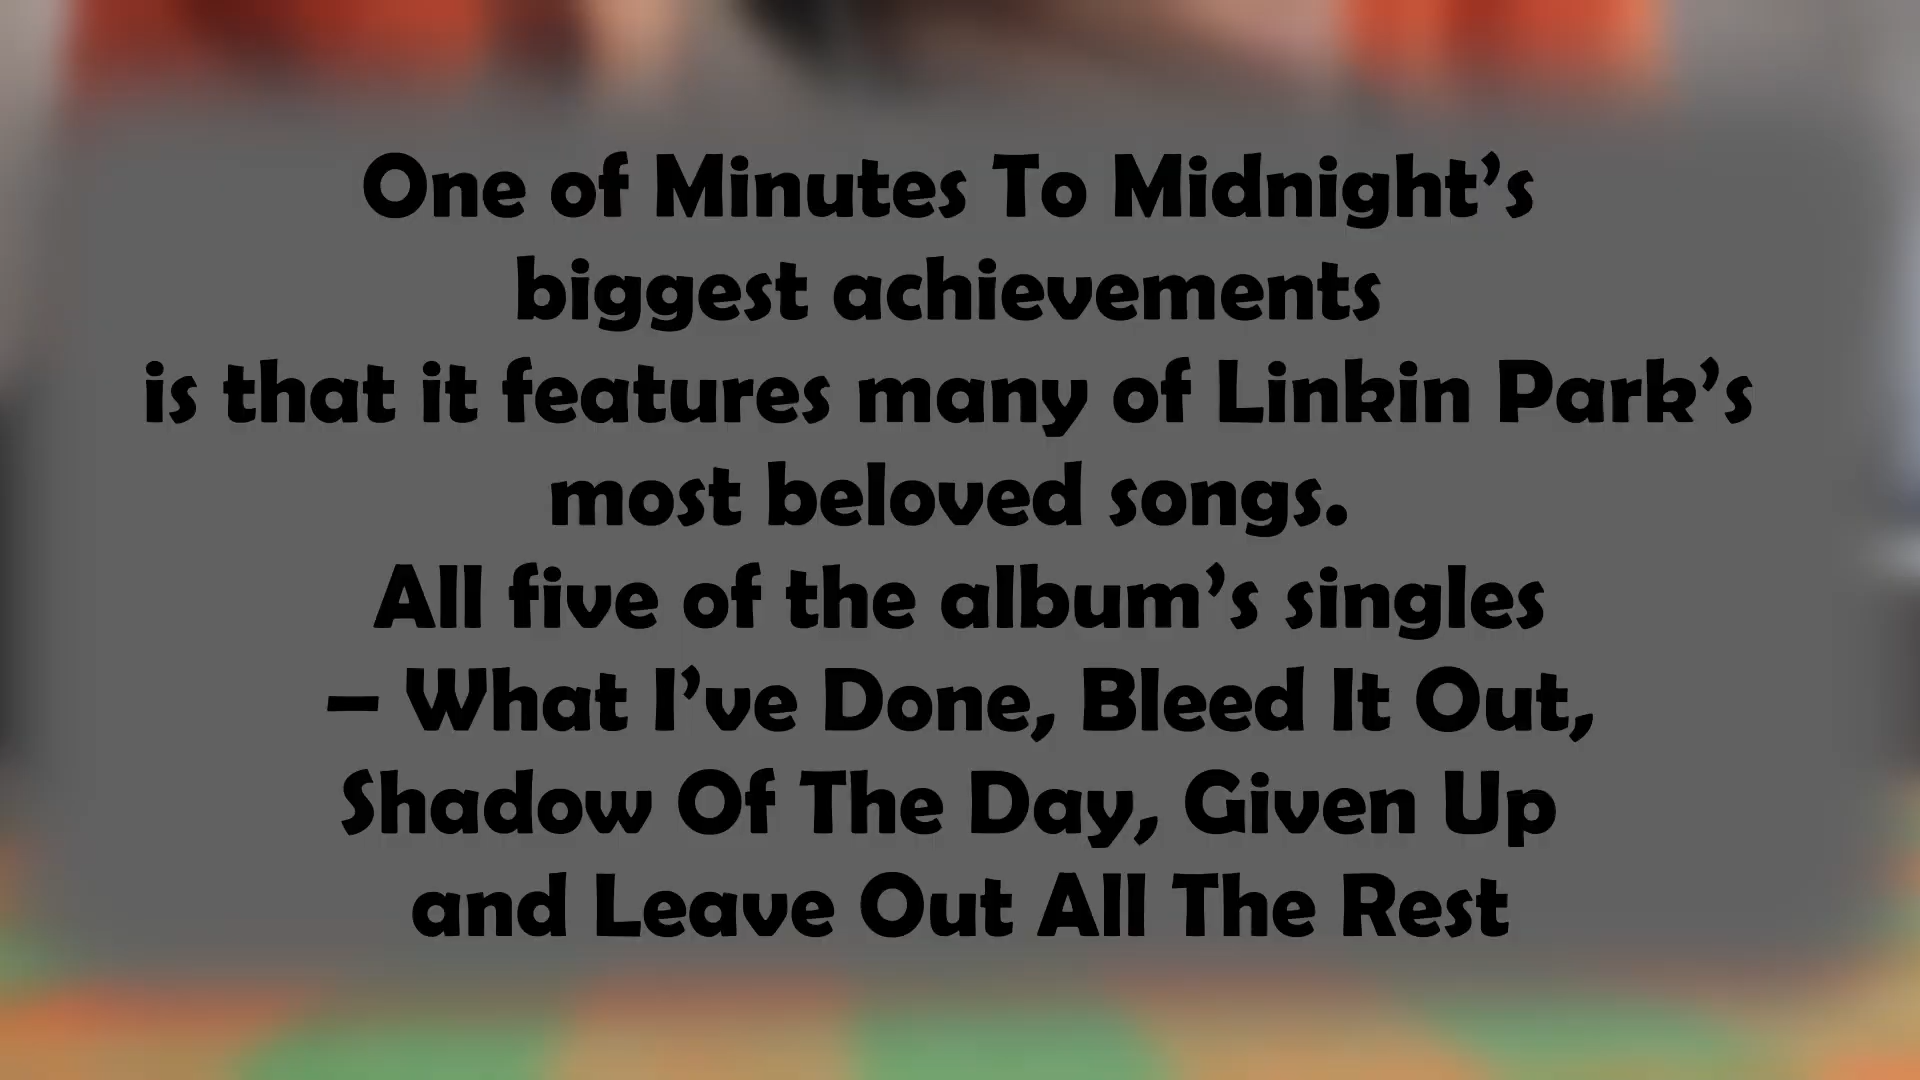 One of Minutes To Midnight’s
biggest achievements
is that it features many of Linkin Park’s
most beloved songs.
All five of the album’s singles
– What I’ve Done, Bleed It Out,
Shadow Of The Day, Given Up
and Leave Out All The Rest